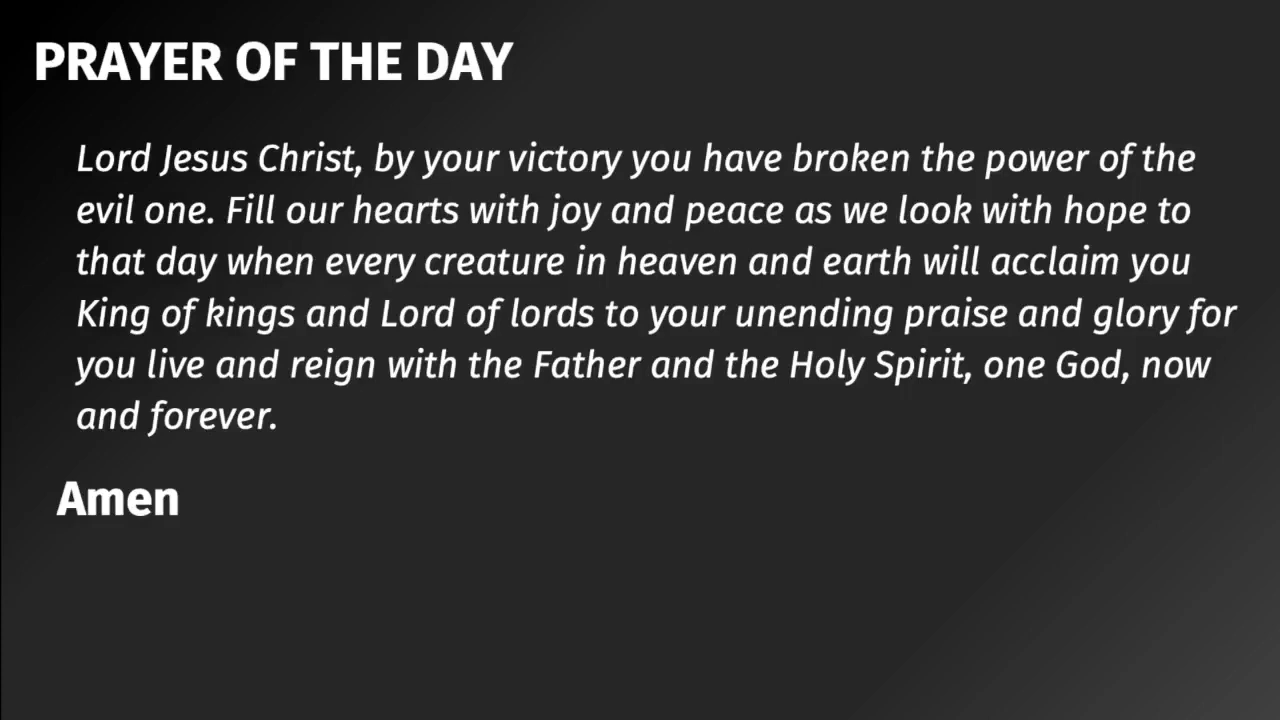 PRAYER OF THE DAY
Lord Jesus Christ, by your victory you have broken the power of the
evil one. Fill our hearts with joy and peace as we look with hope to
that day when every creature in heaven and earth will acclaim you
King of kings and Lord of lords to your unending praise and glory for
you live and reign with the Father and the Holy Spirit, one God, now
and forever.
Amen